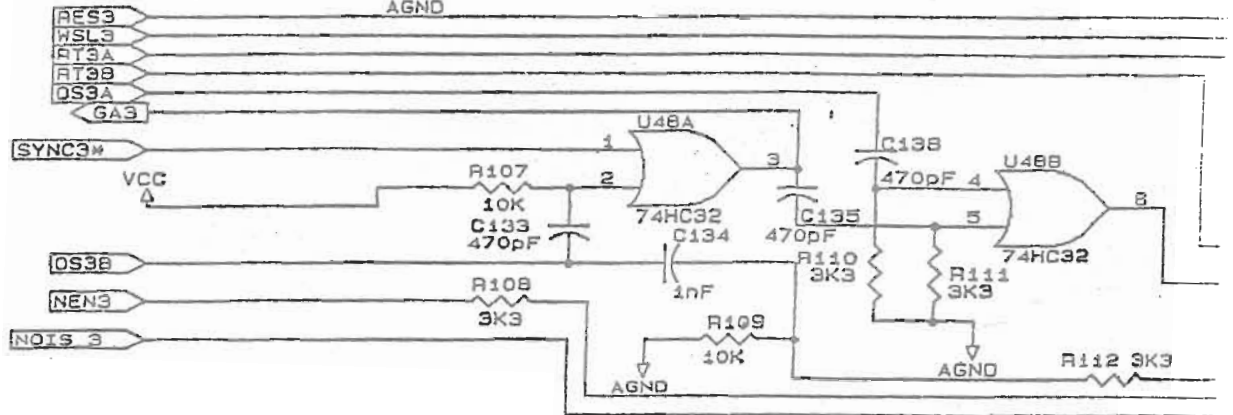 AGND
RES3
WSL3
RT3A
RT3B
OS3A
GA3
U48A
SYNC3*
1
3
C138
U48B
VCC
R107
2
470pF
4
6
10K
74HC32
C133
C135
5
470pF
C134
470pF
74HC32
OS3B
R110
R111
3K3
3K3
NEN3
R108
1nF
3K3
R109
NOIS 3
10K
R112 3K3
AGND
AGND